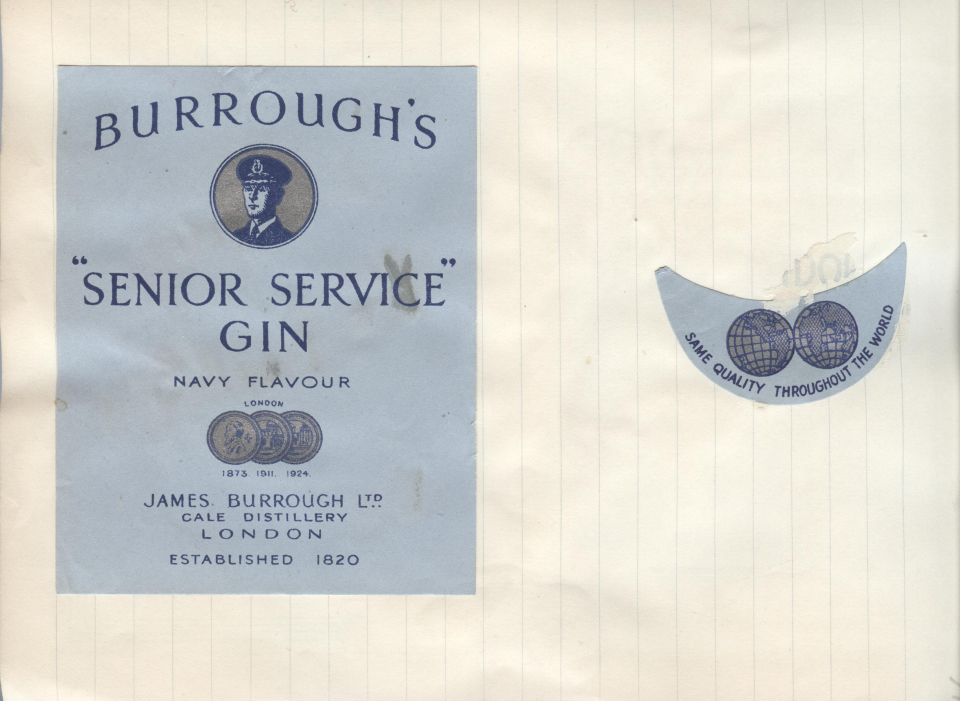 BURROUGH'S
"SENIOR SERVICE"
GIN
NAVY FLAVOUR
LONDON
1873. 1911. 1924.
JAMES. BURROUGH LTD.
CALE DISTILLERY
LONDON
ESTABLISHED 1820
SAME QUALITY THROUGHOUT THE WORLD